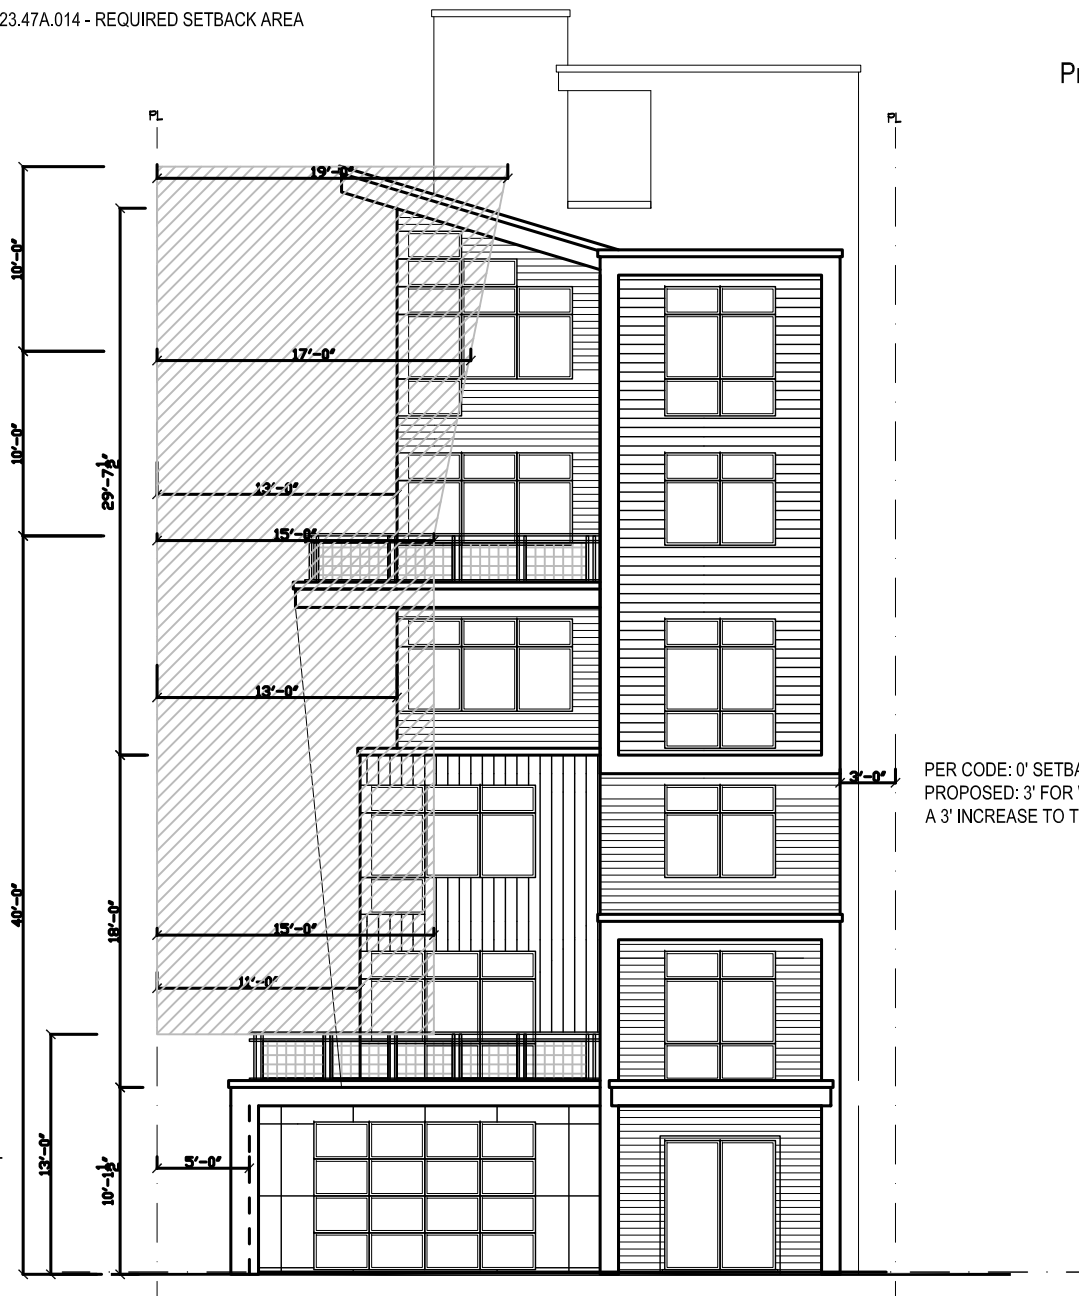 23.47A.014 - REQUIRED SETBACK AREA
Pr
PL
PL
19'-0"
10'-0"
17'-0"
10'-0"
29'-7½"
13'-0"
15'-0"
13'-0"
3'-0"
PER CODE: 0' SETBA
PROPOSED: 3' FOR
A 3' INCREASE TO T
40'-0"
18'-0"
15'-0"
11'-0"
13'-0"
5'-0"
10'-1½"